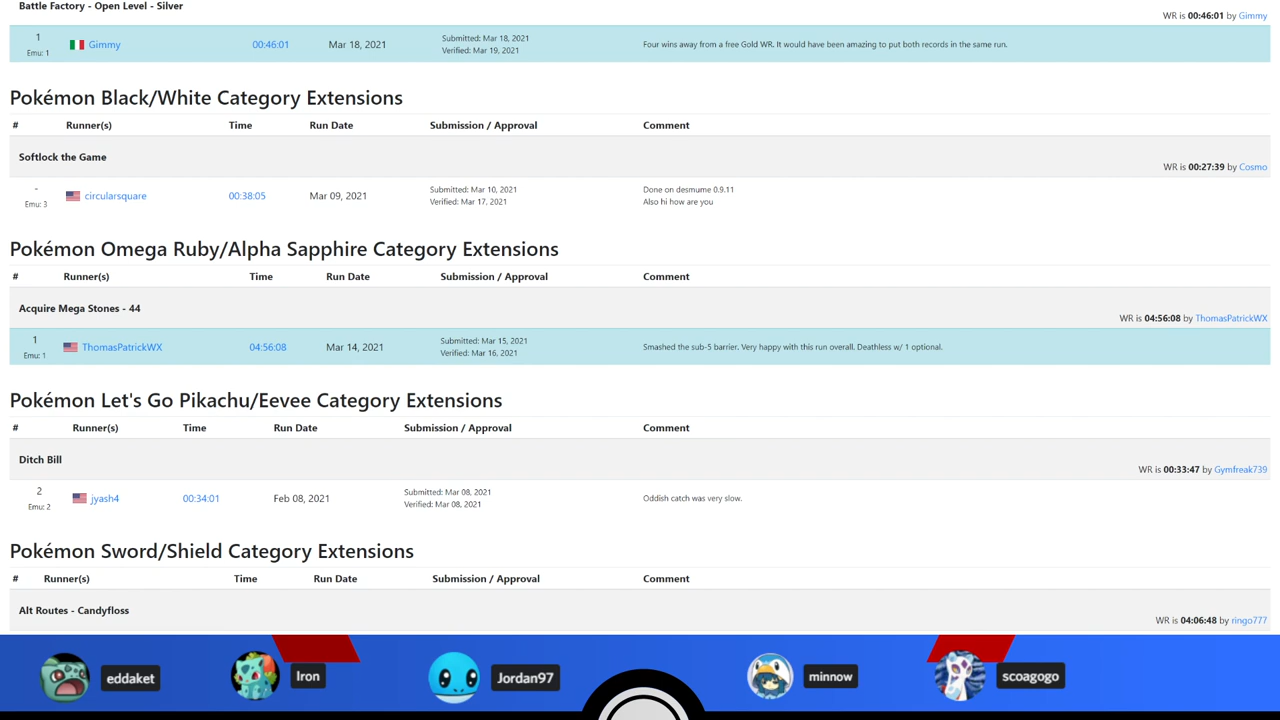 Battle Factory - Open Level - Silver
WR is 00:46:01 by Gimmy
1
Emu: 1
Gimmy 00:46:01 Mar 18, 2021
Submitted: Mar 18, 2021
Verified: Mar 19, 2021
Four wins away from a free Gold WR. It would have been amazing to put both records in the same run.
Pokémon Black/White Category Extensions
# Runner(s) Time Run Date Submission / Approval Comment
Softlock the Game
WR is 00:27:39 by Cosmo
-
Emu: 3
circularsquare 00:38:05 Mar 09, 2021
Submitted: Mar 10, 2021
Verified: Mar 17, 2021
Done on desmume 0.9.11
Also hi how are you
Pokémon Omega Ruby/Alpha Sapphire Category Extensions
# Runner(s) Time Run Date Submission / Approval Comment
Acquire Mega Stones - 44
WR is 04:56:08 by ThomasPatrickWX
1
Emu: 1
ThomasPatrickWX 04:56:08 Mar 14, 2021
Submitted: Mar 15, 2021
Verified: Mar 16, 2021
Smashed the sub-5 barrier. Very happy with this run overall. Deathless w/ 1 optional.
Pokémon Let's Go Pikachu/Eevee Category Extensions
# Runner(s) Time Run Date Submission / Approval Comment
Ditch Bill
WR is 00:33:47 by Gymfreak739
2
Emu: 2
jyash4 00:34:01 Feb 08, 2021
Submitted: Mar 08, 2021
Verified: Mar 08, 2021
Oddish catch was very slow.
Pokémon Sword/Shield Category Extensions
# Runner(s) Time Run Date Submission / Approval Comment
Alt Routes - Candyfloss
WR is 04:06:48 by ringo777
eddaket Iron Jordan97 minnow scoagogo